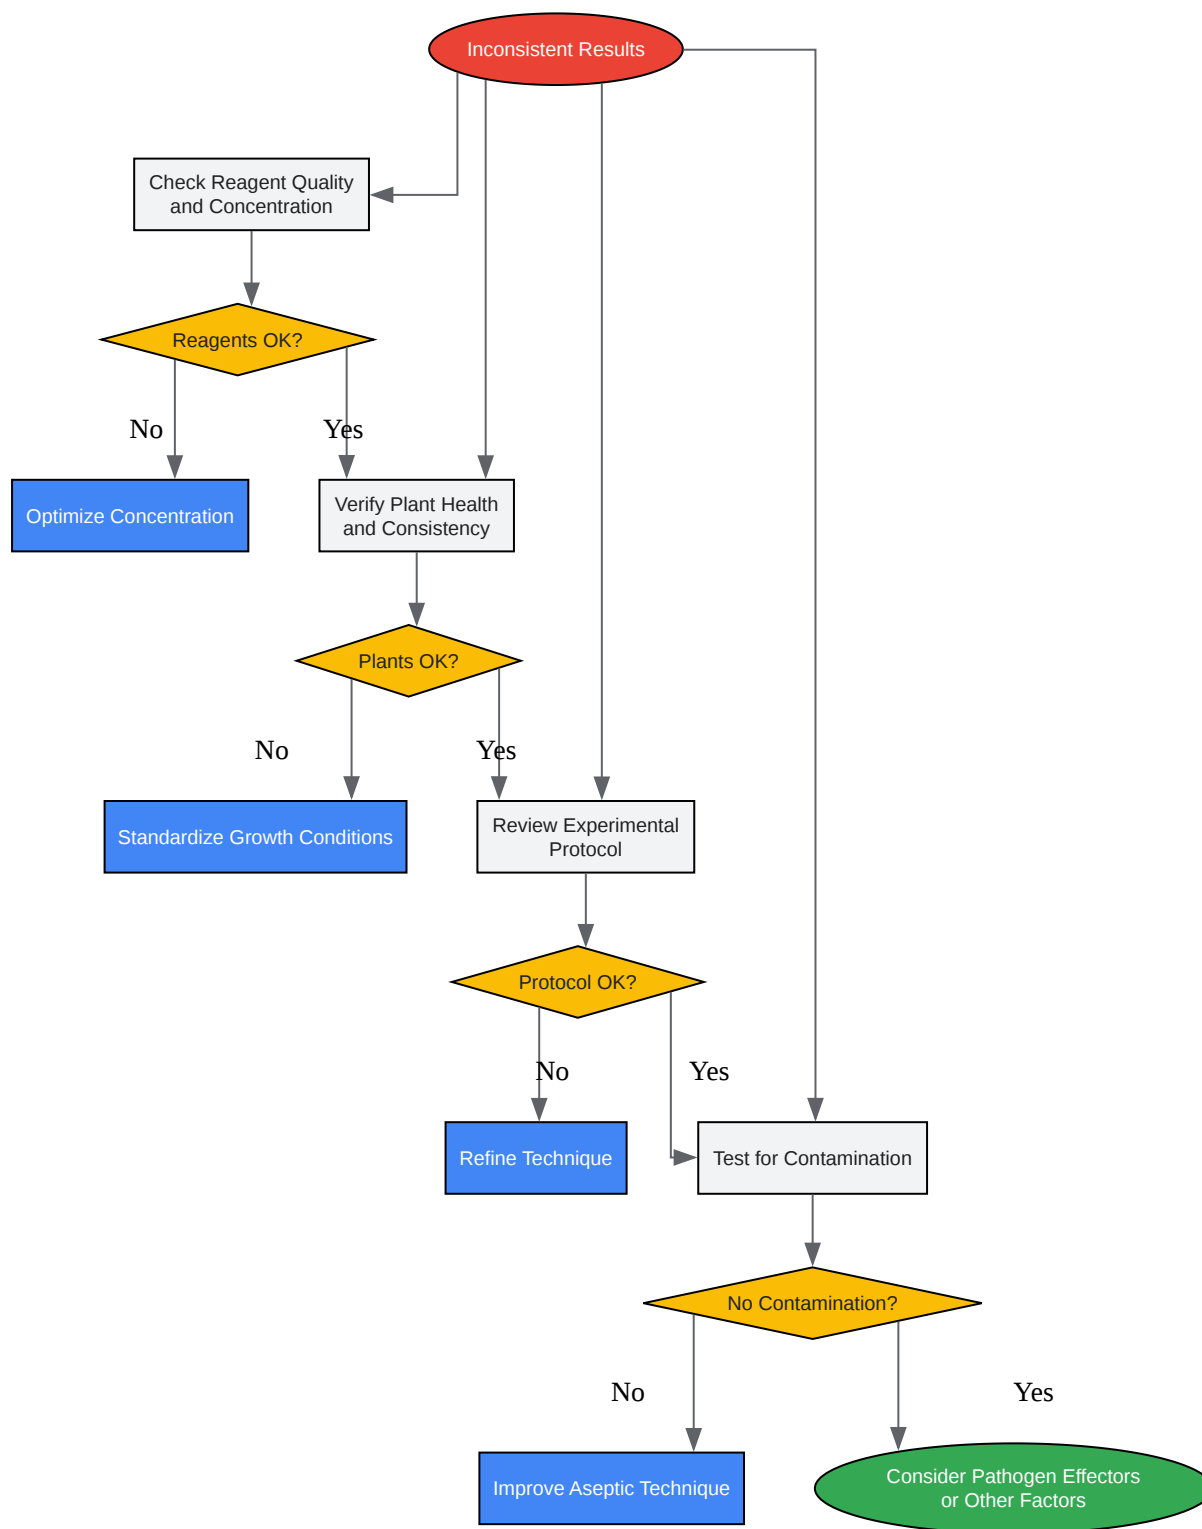 Inconsistent Results
Check Reagent Quality
and Concentration
Reagents OK?
No
Yes
Optimize Concentration
Verify Plant Health
and Consistency
Plants OK?
No
Yes
Standardize Growth Conditions
Review Experimental
Protocol
Protocol OK?
No
Yes
Refine Technique
Test for Contamination
No Contamination?
No
Yes
Improve Aseptic Technique
Consider Pathogen Effectors
or Other Factors